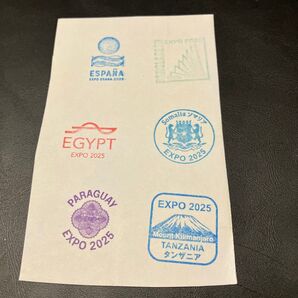 ESPAÑA
EXPO OSAKA 2025
EXPO 2025
EGYPT
EXPO 2025
Somalia ソマリア
EXPO 2025
PARAGUAY
EXPO 2025
EXPO 2025
Mount Kilimanjaro
TANZANIA
タンザニア